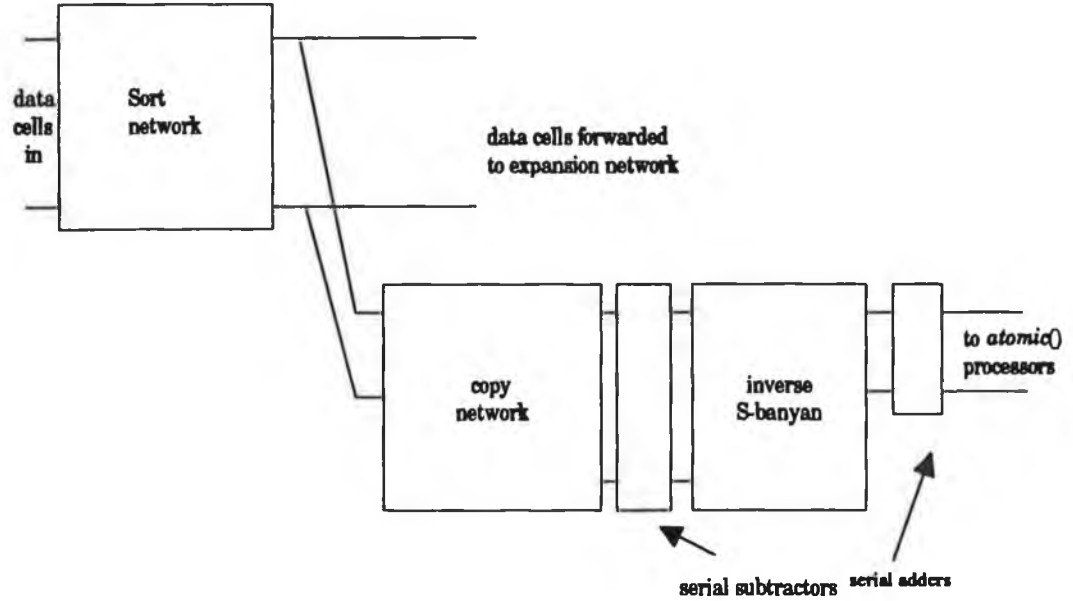 data
cells
in
Sort
network
data cells forwarded
to expansion network
copy
network
inverse
S-banyan
to atomic()
processors
serial subtractors
serial adders